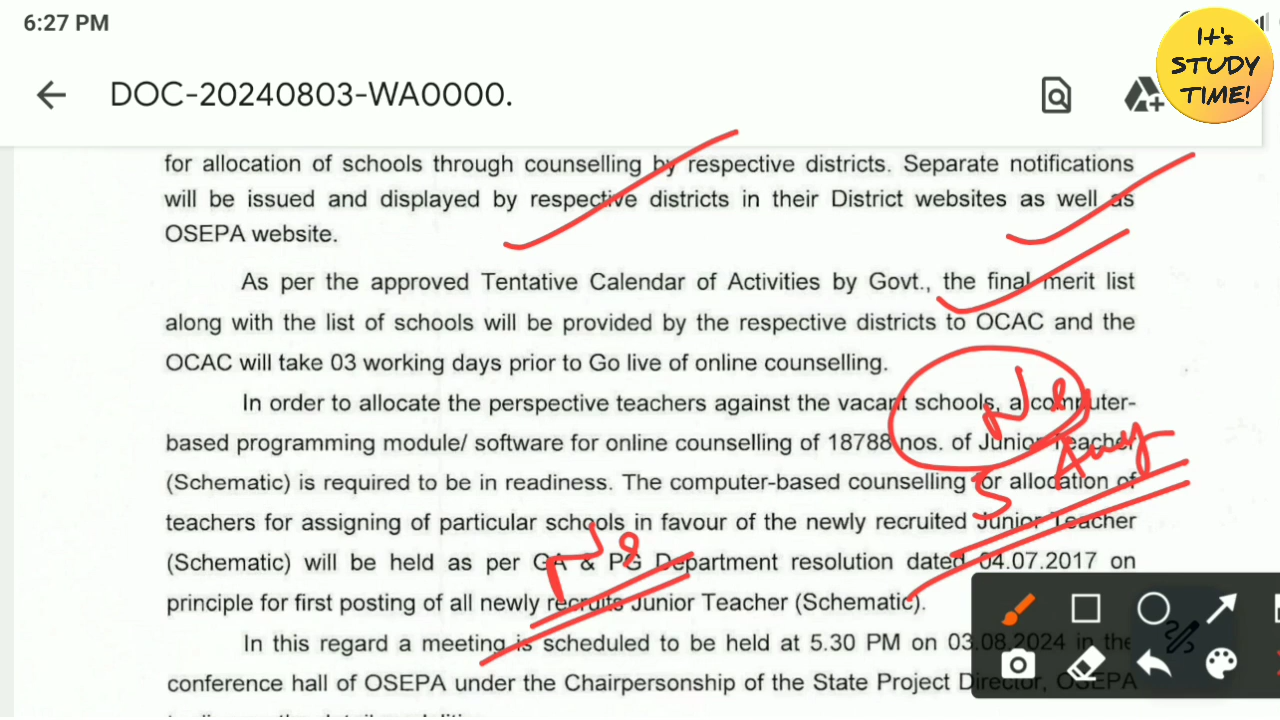 6:27 PM
It's
STUDY
TIME!
DOC-20240803-WA0000.
for allocation of schools through counselling by respective districts. Separate notifications
will be issued and displayed by respective districts in their District websites as well as
OSEPA website.
As per the approved Tentative Calendar of Activities by Govt., the final merit list
along with the list of schools will be provided by the respective districts to OCAC and the
OCAC will take 03 working days prior to Go live of online counselling.
In order to allocate the perspective teachers against the vacant schools, a computer-
based programming module/ software for online counselling of 18788 nos. of Junior Teacher
(Schematic) is required to be in readiness. The computer-based counselling for allocation of
teachers for assigning of particular schools in favour of the newly recruited Junior Teacher
(Schematic) will be held as per GA & PG Department resolution dated 04.07.2017 on
principle for first posting of all newly recruits Junior Teacher (Schematic).
In this regard a meeting is scheduled to be held at 5.30 PM on 03.08.2024 in the
conference hall of OSEPA under the Chairpersonship of the State Project Director, OSEPA